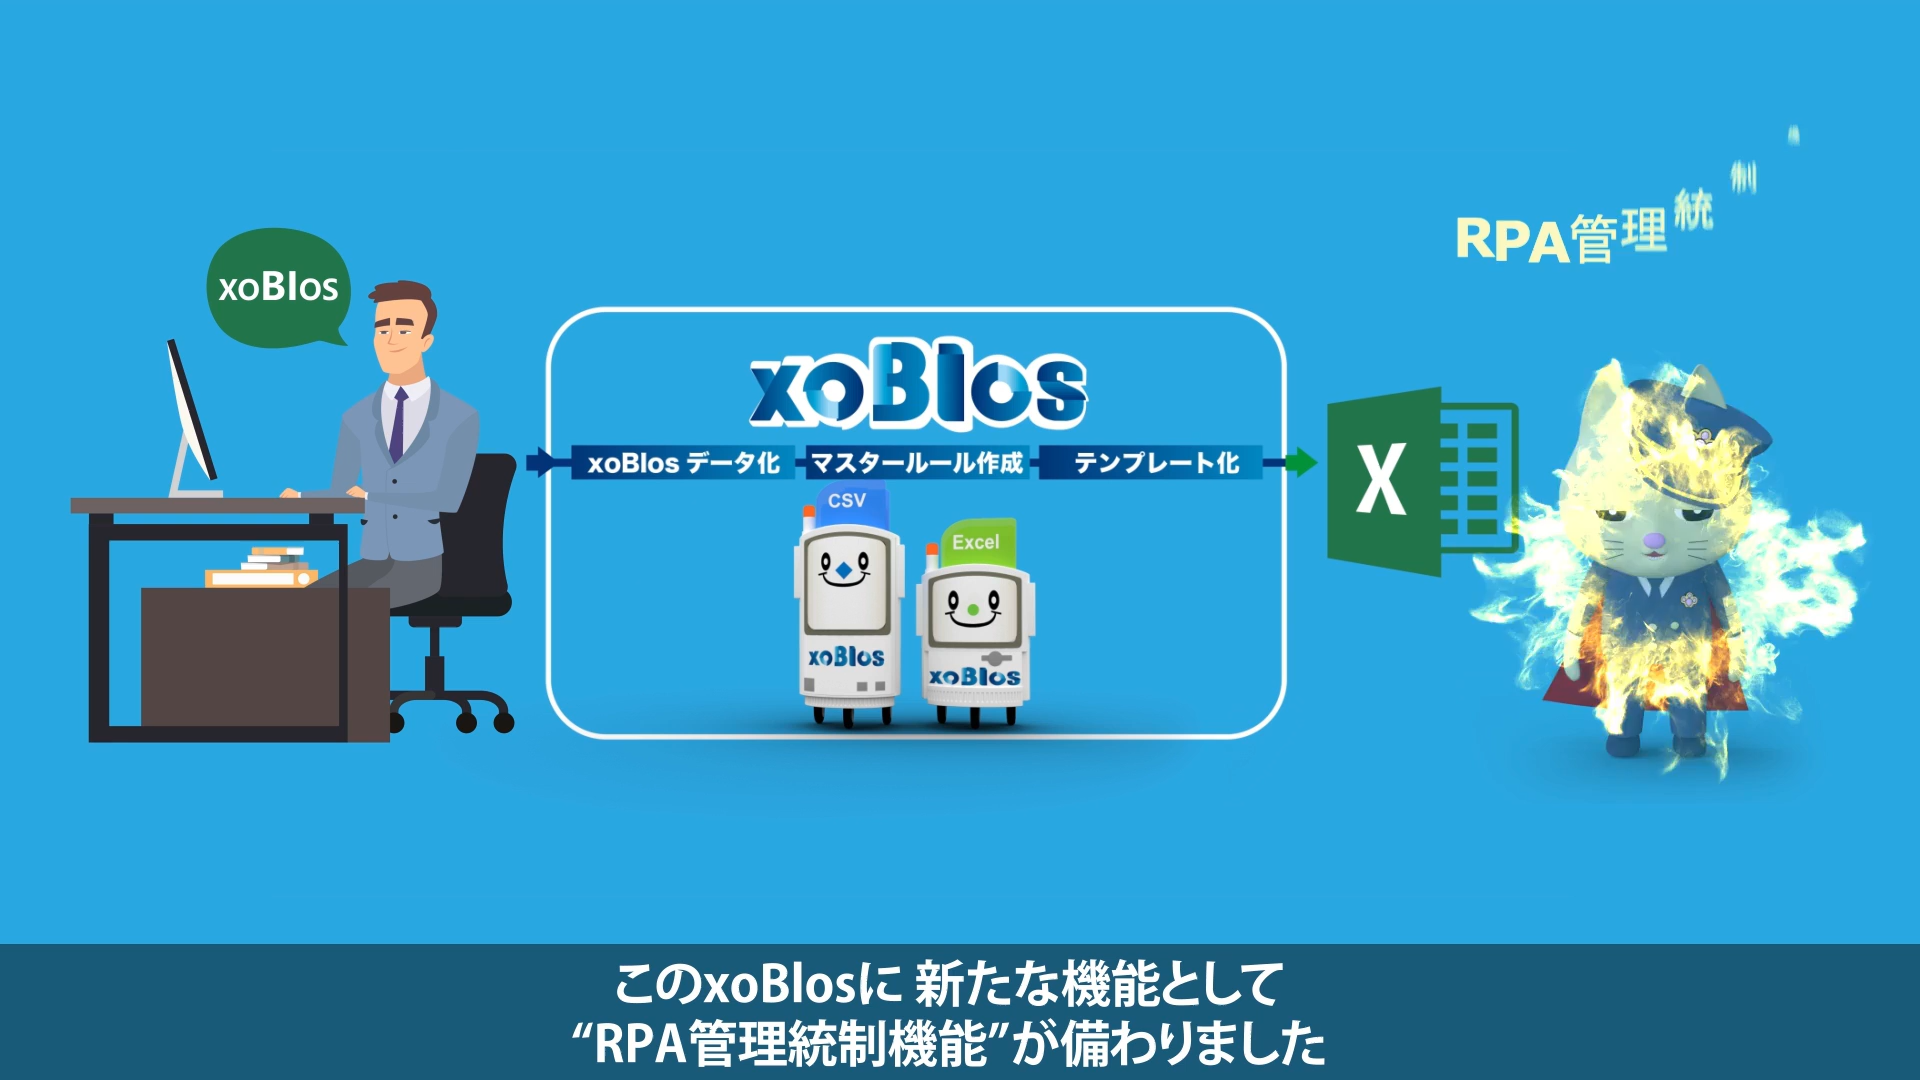 RPA管理統制
xoBlos
xoBlos
xoBlos データ化
マスタールール作成
テンプレート化
X
CSV
Excel
xoBlos
xoBlos
このxoBlosに 新たな機能として
“RPA管理統制機能”が備わりました